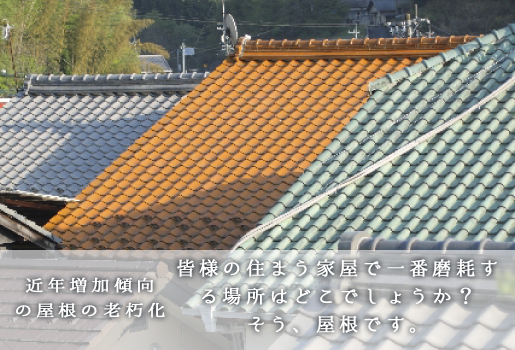 近年増加傾向
の屋根の老朽化
皆様の住まう家屋で一番磨耗す
る場所はどこでしょうか？
そう、屋根です。